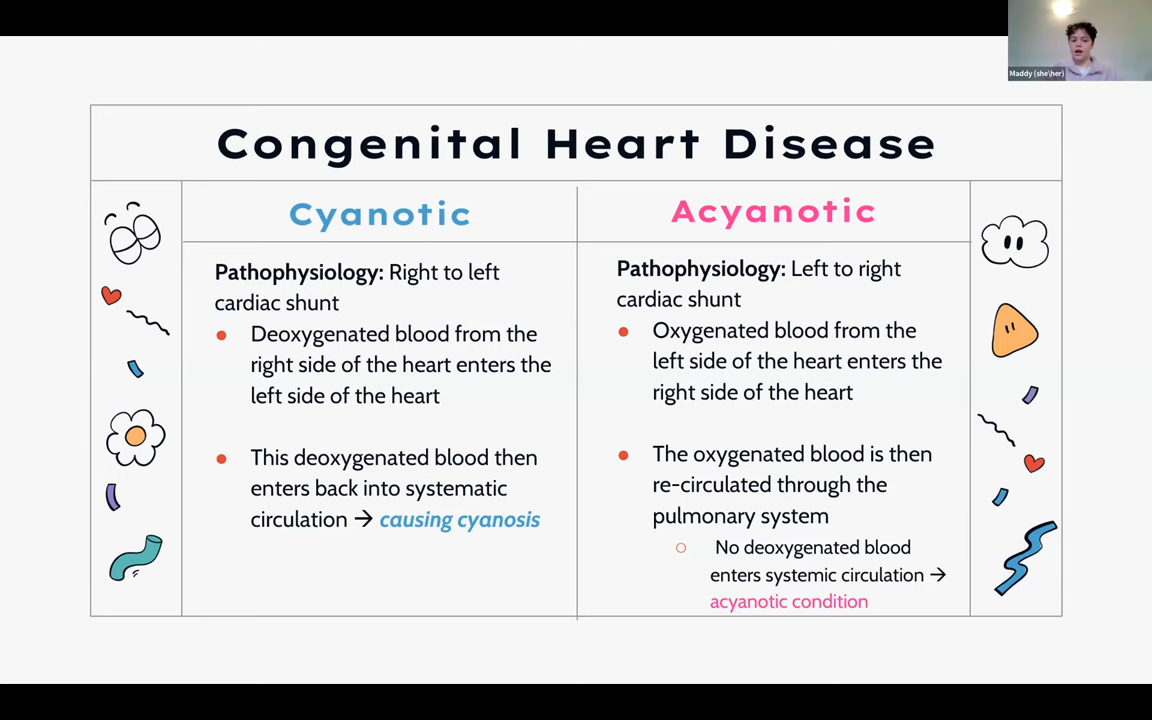 Maddy (she\her)
Congenital Heart Disease
Cyanotic
Pathophysiology: Right to left
cardiac shunt
● Deoxygenated blood from the
right side of the heart enters the
left side of the heart
● This deoxygenated blood then
enters back into systematic
circulation → causing cyanosis
Acyanotic
Pathophysiology: Left to right
cardiac shunt
● Oxygenated blood from the
left side of the heart enters the
right side of the heart
● The oxygenated blood is then
re-circulated through the
pulmonary system
○ No deoxygenated blood
enters systemic circulation →
acyanotic condition